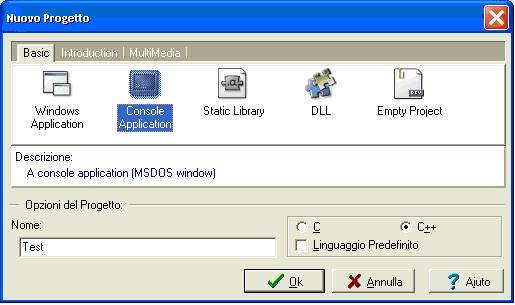 Nuovo Progetto
Basic Introduction MultiMedia
Windows Application
Console Application
Static Library
DLL
DEV
Empty Project
Descrizione:
A console application (MSDOS window)
Opzioni del Progetto:
Nome:
Test
C
C++
Linguaggio Predefinito
Ok
Annulla
? Aiuto